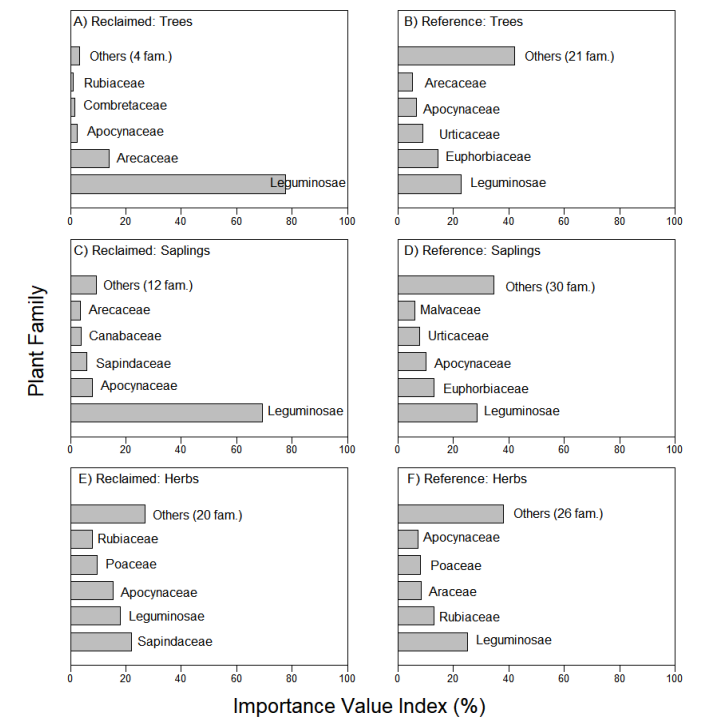 A) Reclaimed: Trees
Others (4 fam.)
Rubiaceae
Combretaceae
Apocynaceae
Arecaceae
Leguminosae
0 20 40 60 80 100
B) Reference: Trees
Others (21 fam.)
Arecaceae
Apocynaceae
Urticaceae
Euphorbiaceae
Leguminosae
0 20 40 60 80 100
C) Reclaimed: Saplings
Others (12 fam.)
Arecaceae
Canabaceae
Sapindaceae
Apocynaceae
Leguminosae
0 20 40 60 80 100
D) Reference: Saplings
Others (30 fam.)
Malvaceae
Urticaceae
Apocynaceae
Euphorbiaceae
Leguminosae
0 20 40 60 80 100
E) Reclaimed: Herbs
Others (20 fam.)
Rubiaceae
Poaceae
Apocynaceae
Leguminosae
Sapindaceae
0 20 40 60 80 100
F) Reference: Herbs
Others (26 fam.)
Apocynaceae
Poaceae
Araceae
Rubiaceae
Leguminosae
0 20 40 60 80 100
Plant Family
Importance Value Index (%)